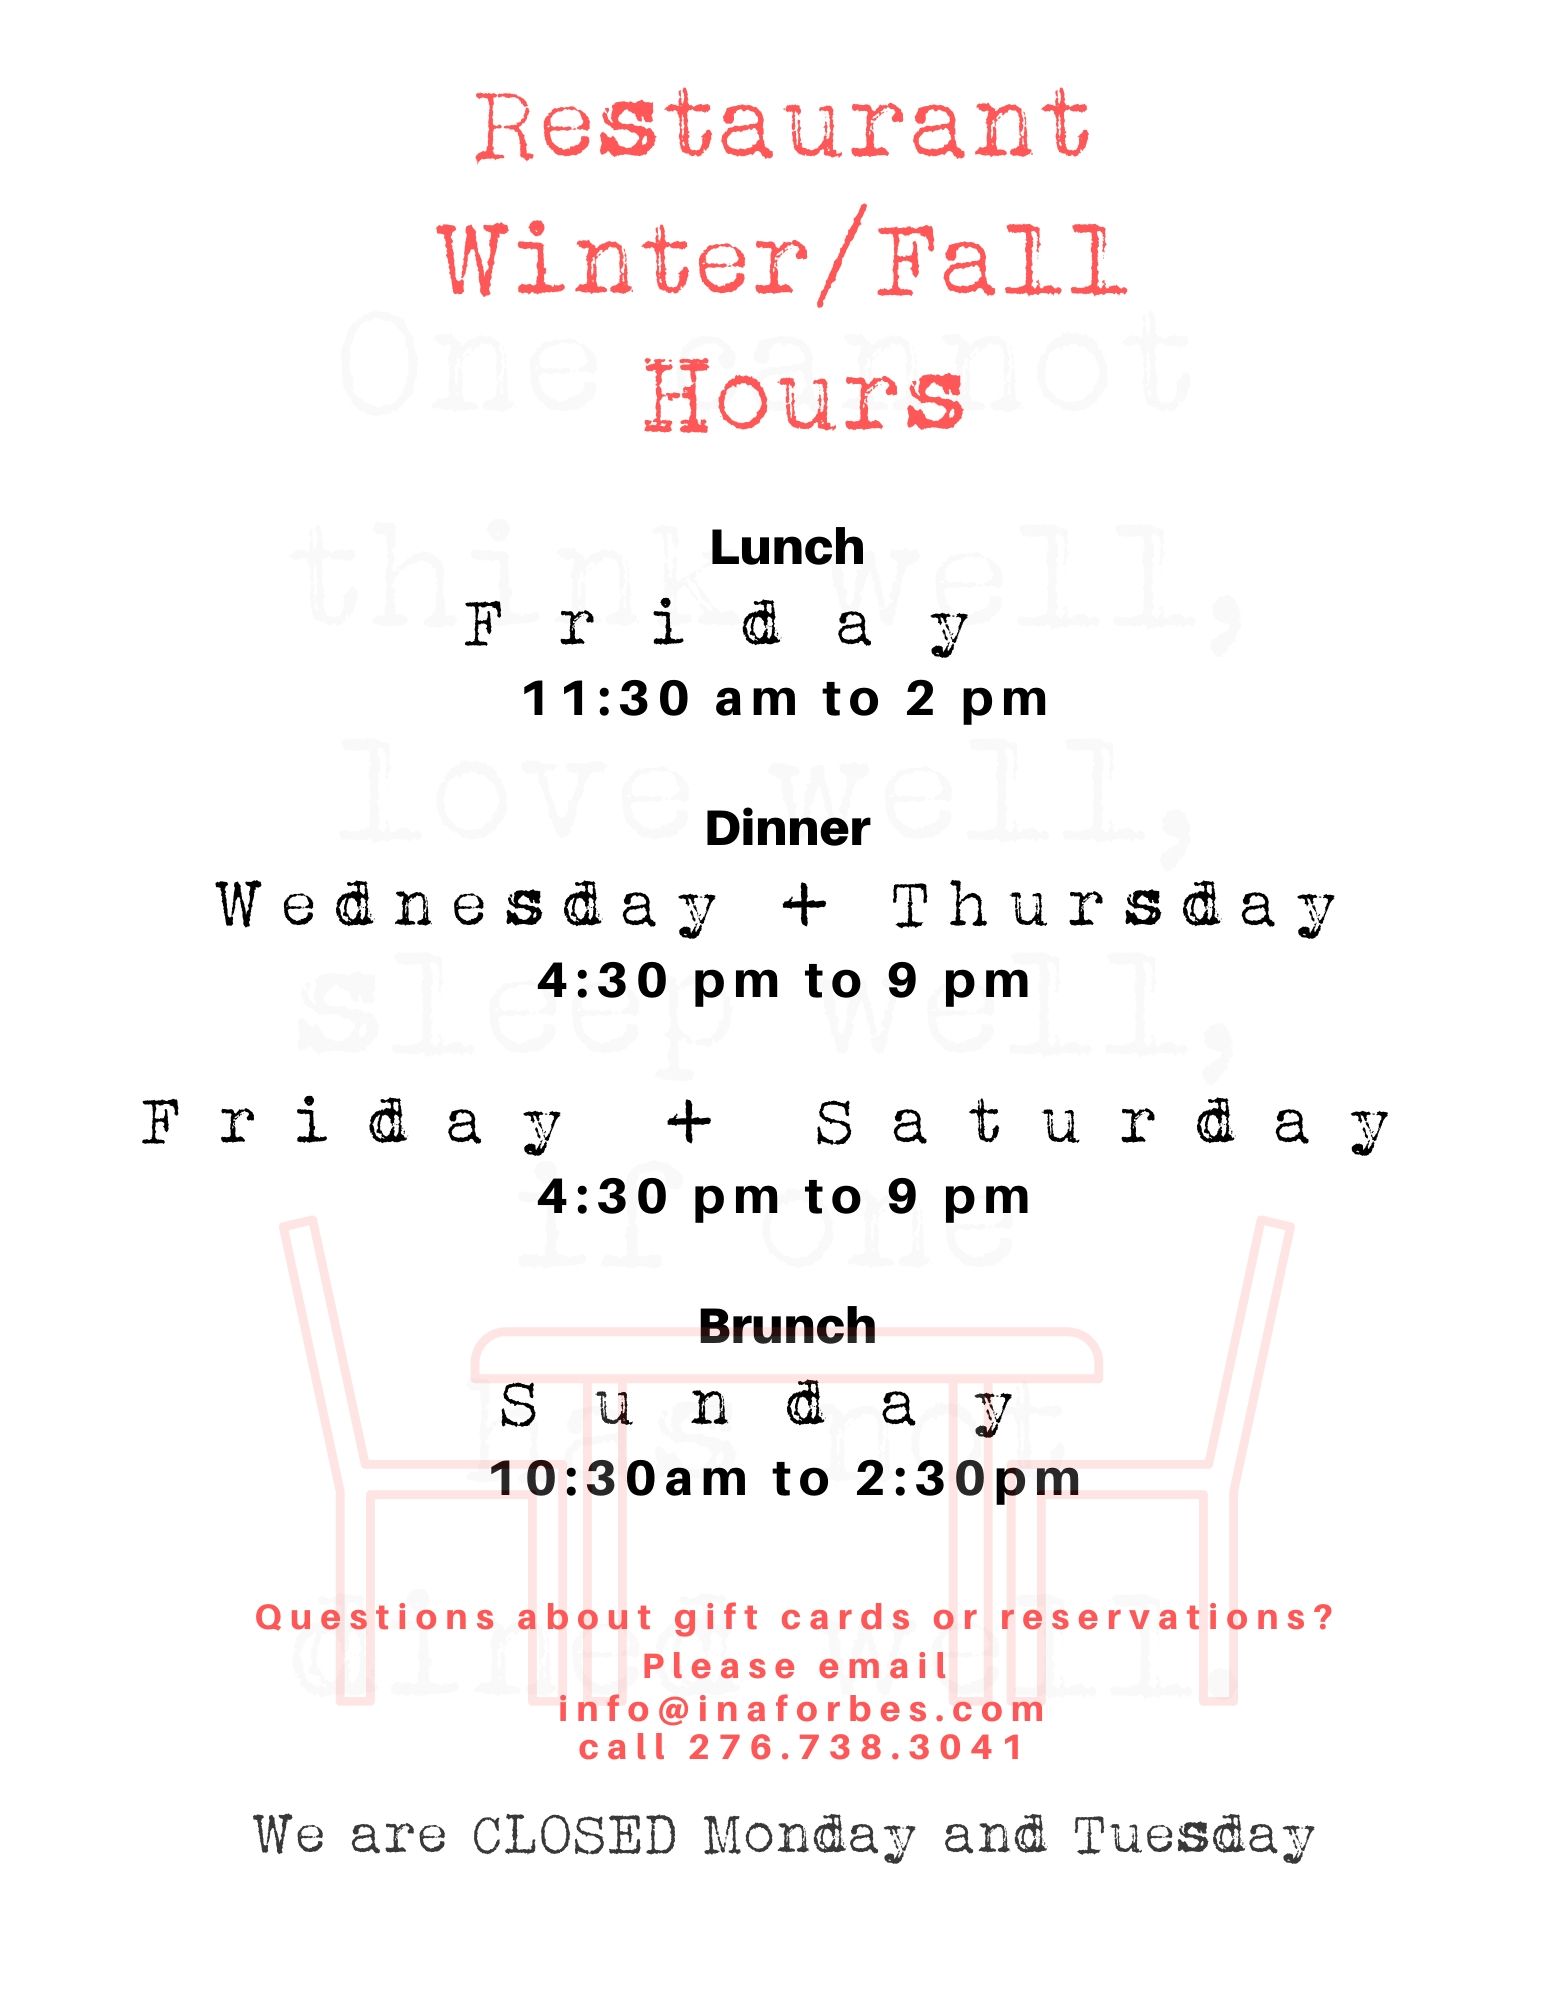 Restaurant
Winter/Fall
Hours
One cannot
think well,
love well,
sleep well,
if one
has not
dined well.
Lunch
Friday
11:30 am to 2 pm
Dinner
Wednesday + Thursday
4:30 pm to 9 pm
Friday + Saturday
4:30 pm to 9 pm
Brunch
Sunday
10:30am to 2:30pm
Questions about gift cards or reservations?
Please email
info@inaforbes.com
call 276.738.3041
We are CLOSED Monday and Tuesday